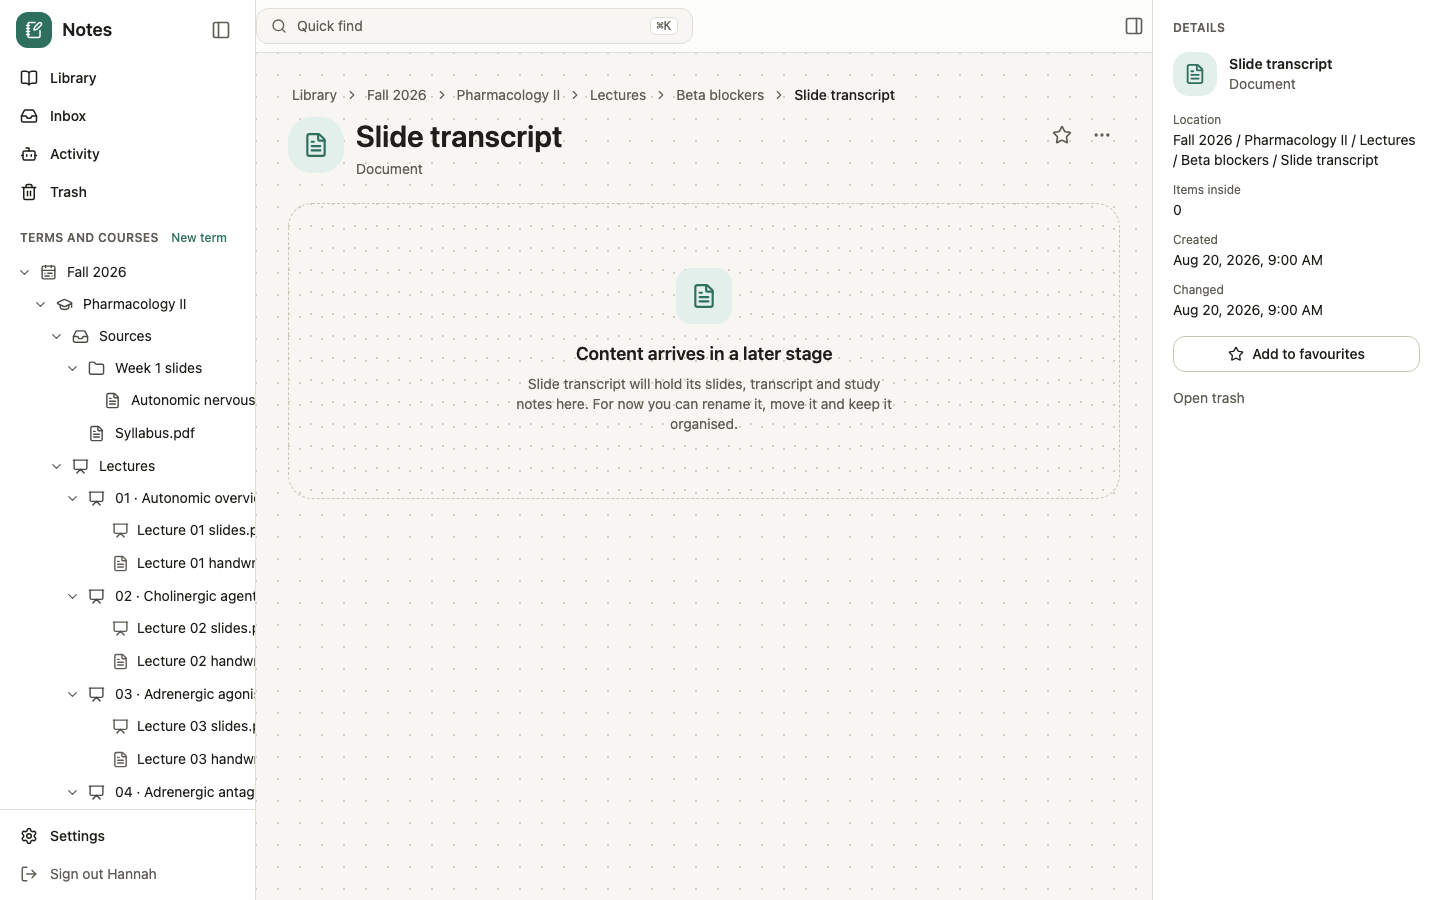 Notes
Library
Inbox
Activity
Trash
TERMS AND COURSES New term
Fall 2026
Pharmacology II
Sources
Week 1 slides
Autonomic nervous
Syllabus.pdf
Lectures
01 · Autonomic overvi
Lecture 01 slides.p
Lecture 01 handwr
02 · Cholinergic agent
Lecture 02 slides.p
Lecture 02 handwr
03 · Adrenergic agonis
Lecture 03 slides.p
Lecture 03 handwr
04 · Adrenergic antag
Settings
Sign out Hannah
Quick find ⌘K
Library > Fall 2026 > Pharmacology II > Lectures > Beta blockers > Slide transcript
Slide transcript
Document
Content arrives in a later stage
Slide transcript will hold its slides, transcript and study
notes here. For now you can rename it, move it and keep it
organised.
DETAILS
Slide transcript
Document
Location
Fall 2026 / Pharmacology II / Lectures
/ Beta blockers / Slide transcript
Items inside
0
Created
Aug 20, 2026, 9:00 AM
Changed
Aug 20, 2026, 9:00 AM
Add to favourites
Open trash